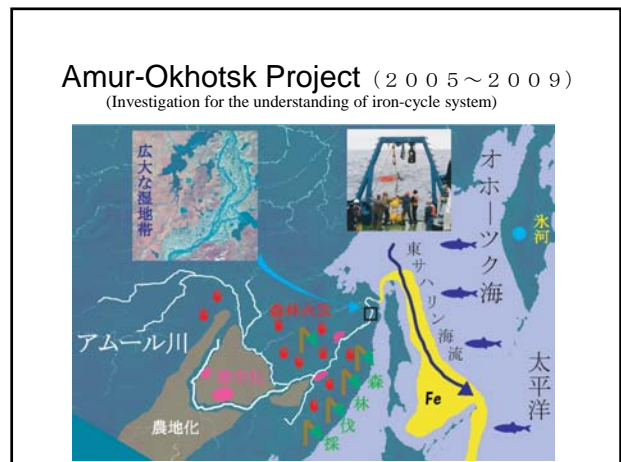 Amur-Okhotsk Project (２００５～２００９)
(Investigation for the understanding of iron-cycle system)
広大な湿地帯
オホーツク海
氷河
東サハリン海流
森林火災
アムール川
太平洋
森林伐採
Fe
農地化